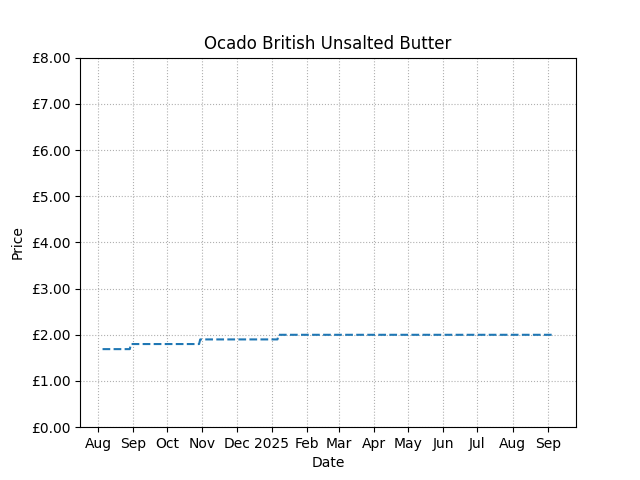 Ocado British Unsalted Butter
£8.00
£7.00
£6.00
£5.00
£4.00
£3.00
£2.00
£1.00
£0.00
Price
Aug Sep Oct Nov Dec 2025 Feb Mar Apr May Jun Jul Aug Sep
Date